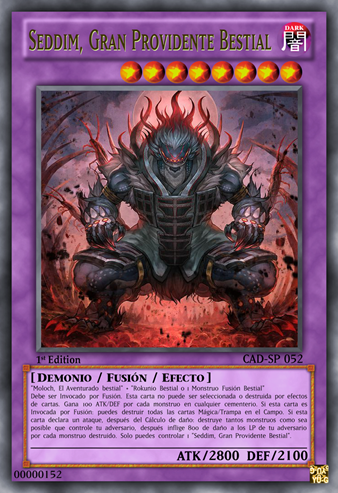 Seddim, Gran Providente Bestial
DARK
闇
1st Edition
CAD-SP 052
[ Demonio / Fusión / Efecto ]
"Moloch, El Aventurado bestial" + "Rokunio Bestial o 1 Monstruo Fusión Bestial"
Debe ser Invocado por Fusión. Esta carta no puede ser seleccionada o destruida por efectos
de cartas. Gana 100 ATK/DEF por cada monstruo en cualquier cementerio. Si esta carta
es Invocada por Fusión: puedes destruir todas las cartas Mágica/Trampa en el Campo. Si esta
carta declara un ataque, después del Cálculo de daño: destruye tantos monstruos como sea
posible que controle tu adversario, después inflige 800 de daño a los LP de tu adversario
por cada monstruo destruido. Solo puedes controlar 1 "Seddim, Gran Providente Bestial".
ATK/2800 DEF/2100
00000152